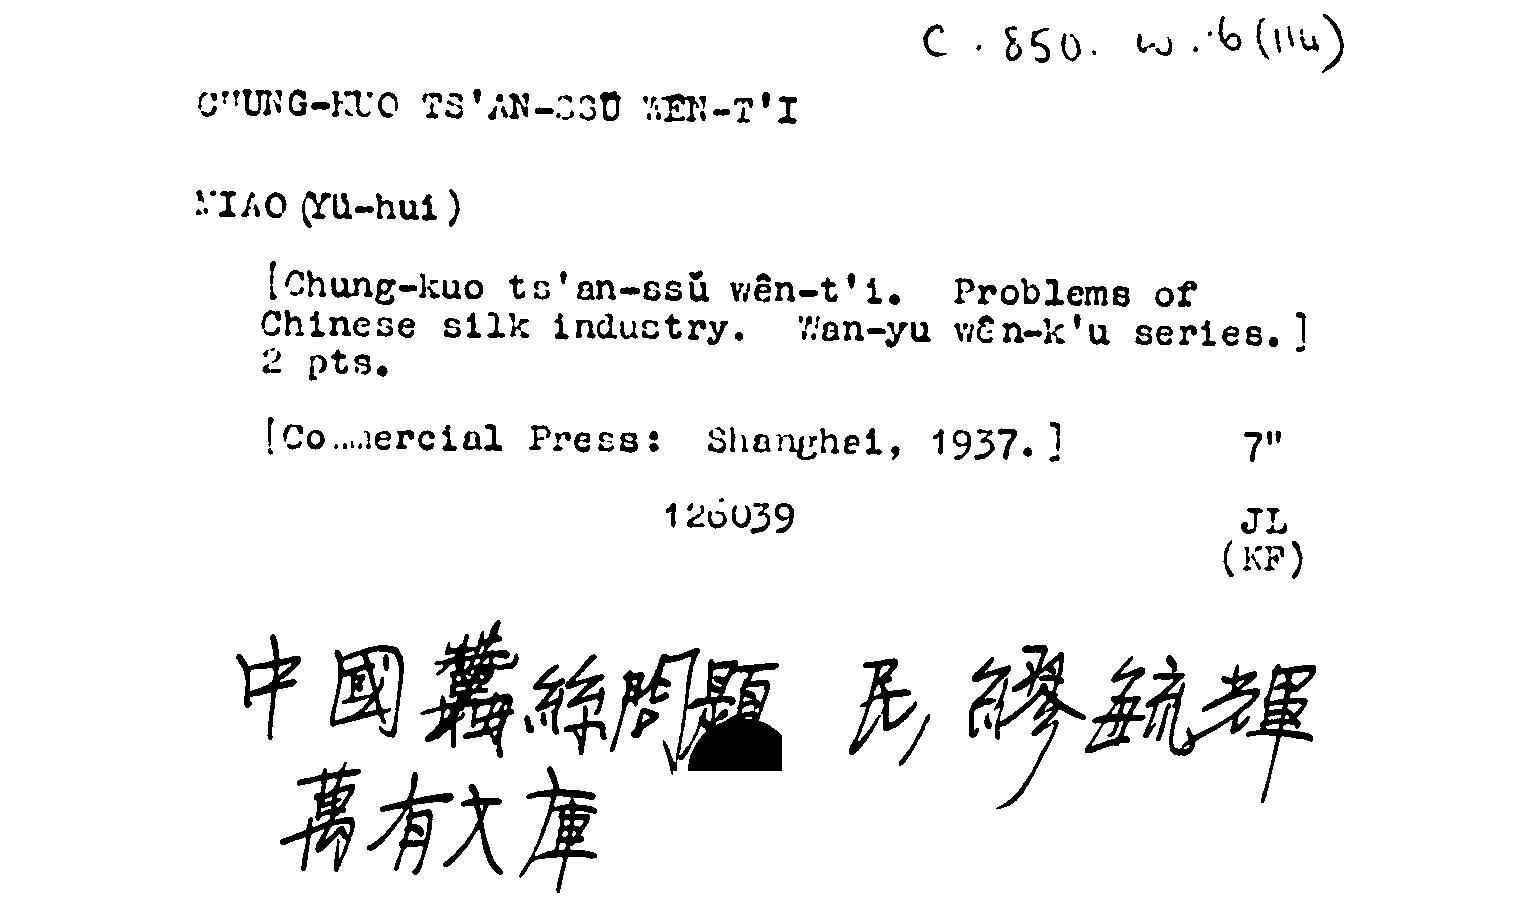 C. 850. w. 6 (114)
CHUNG-KUO TS'AN-SSŬ WÊN-T'I
MIAO (Yü-hui)
[Chung-kuo ts'an-ssŭ wên-t'i. Problems of
Chinese silk industry. Wan-yu wên-k'u series.]
2 pts.
[Commercial Press: Shanghei, 1937.] 7"
126039 JL
(KF)
中國蠶絲問題 民, 繆毓輝
萬有文庫